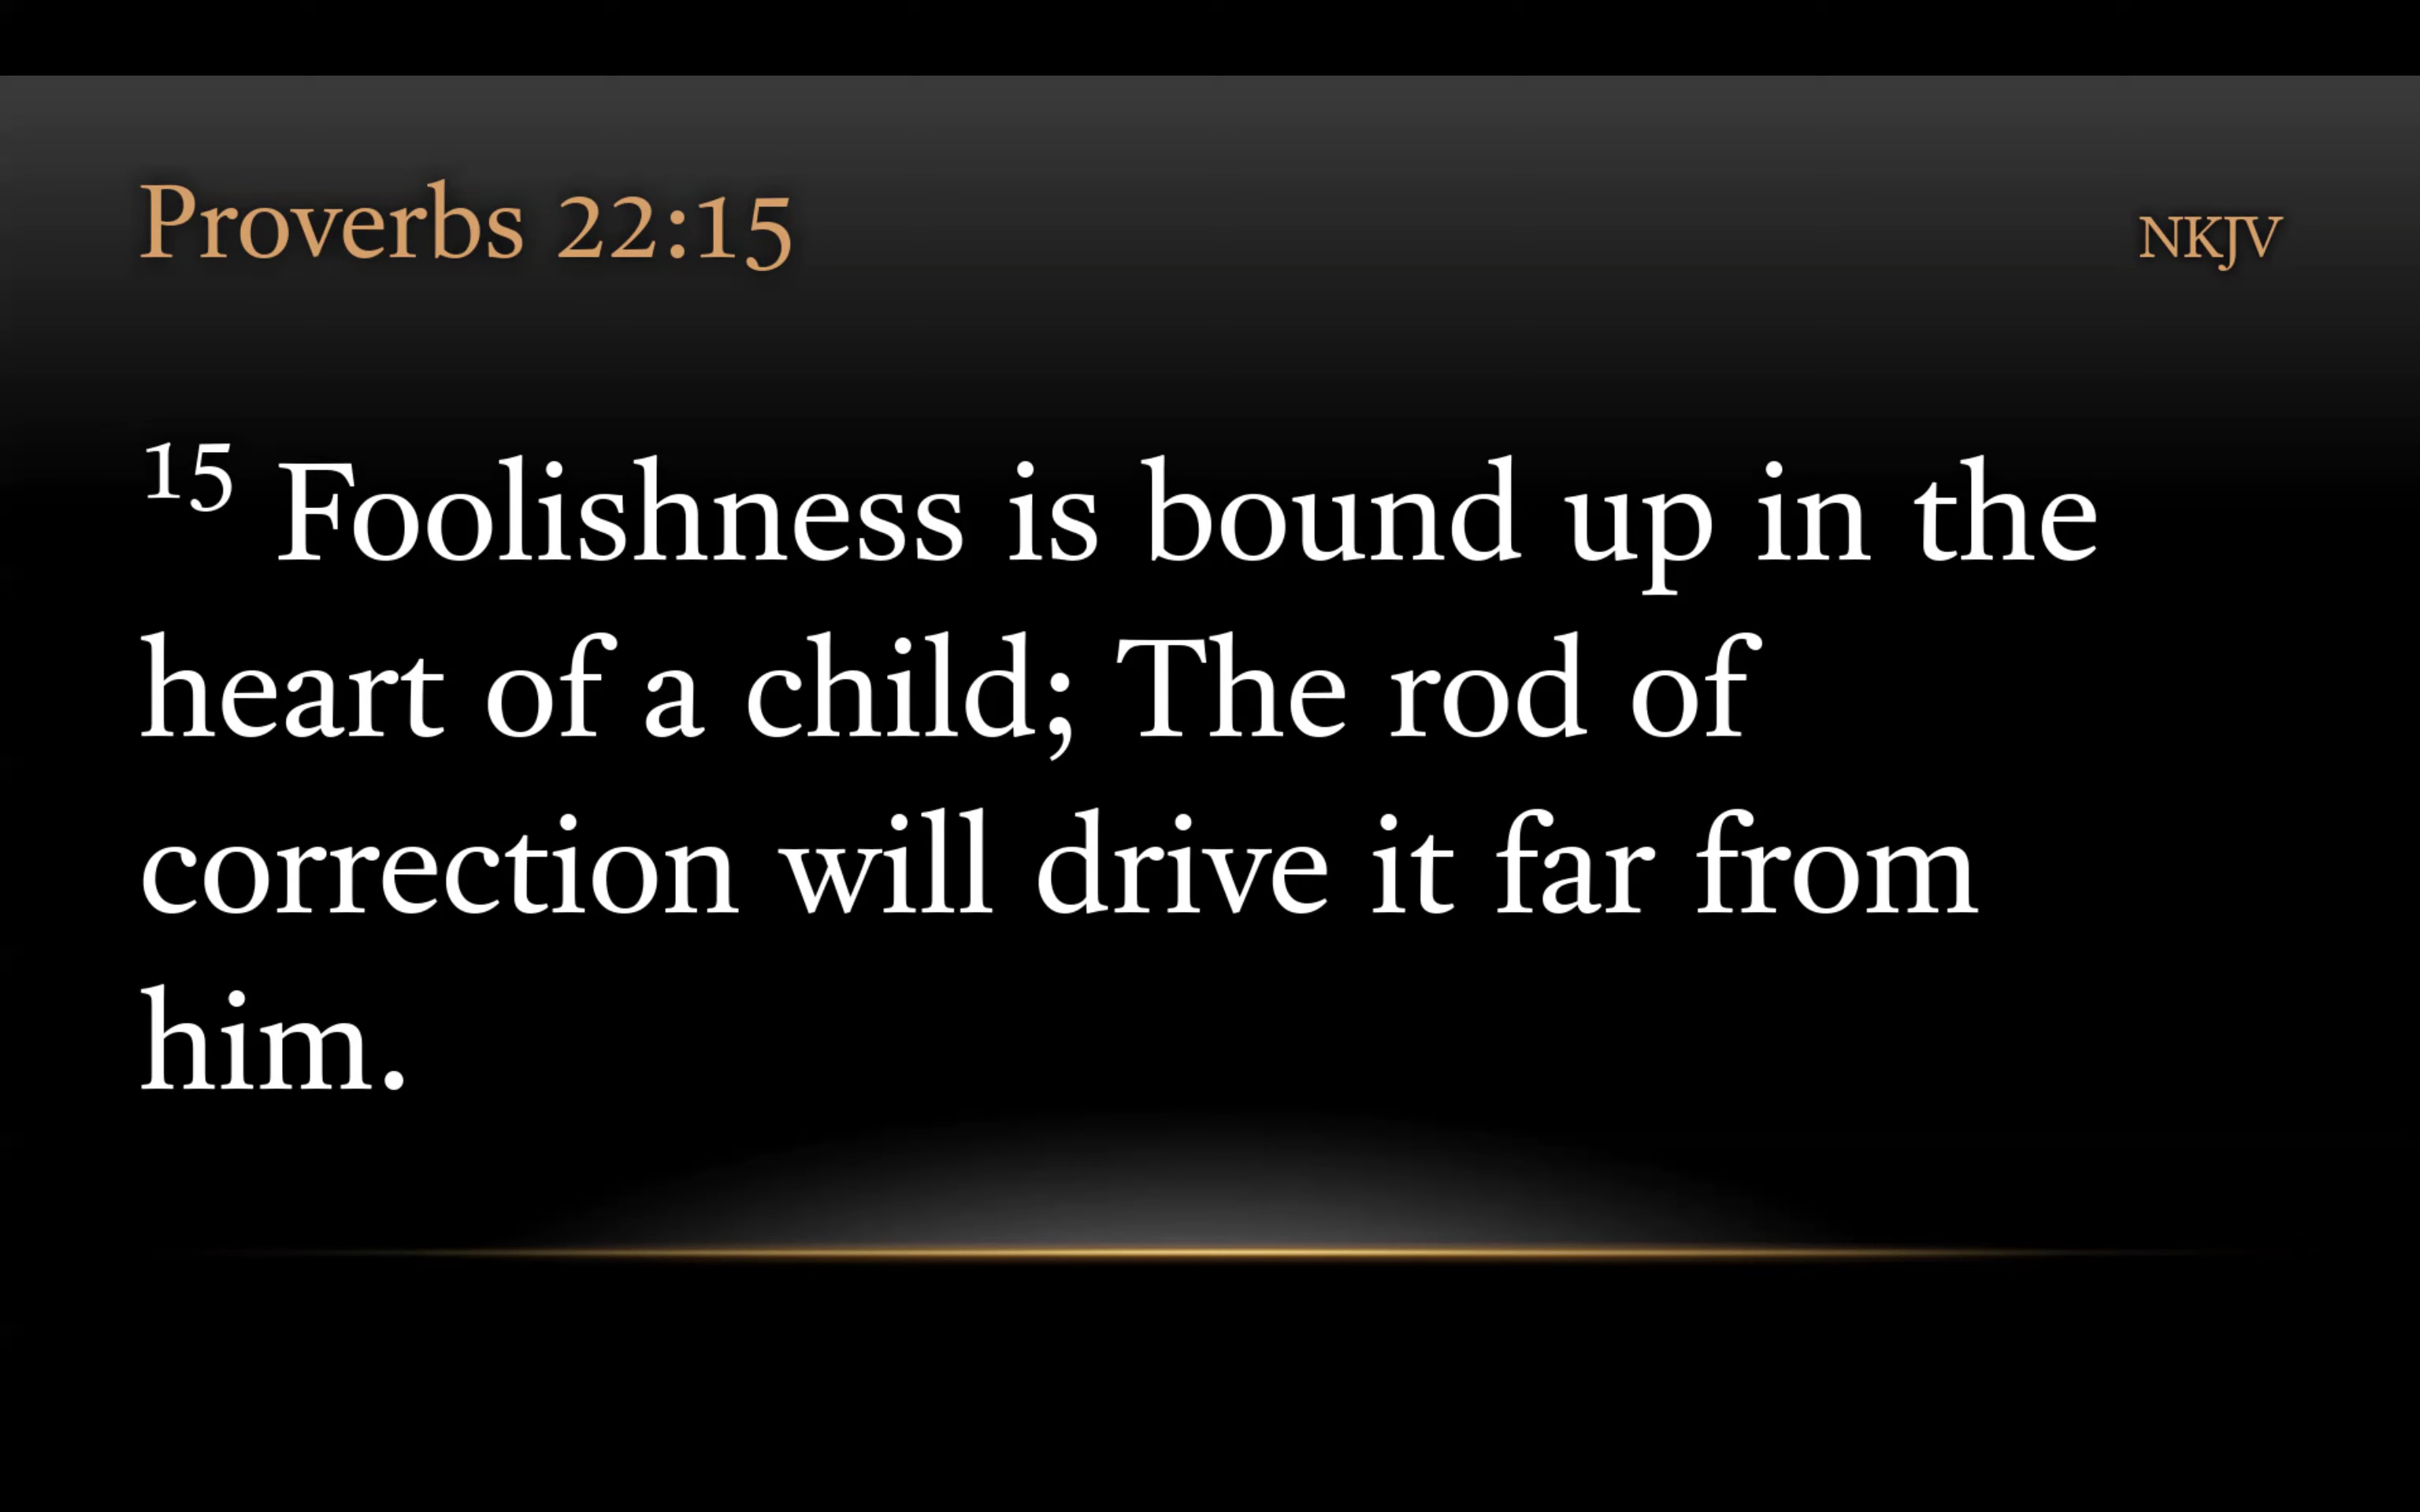 Proverbs 22:15 NKJV
15 Foolishness is bound up in the
heart of a child; The rod of
correction will drive it far from
him.